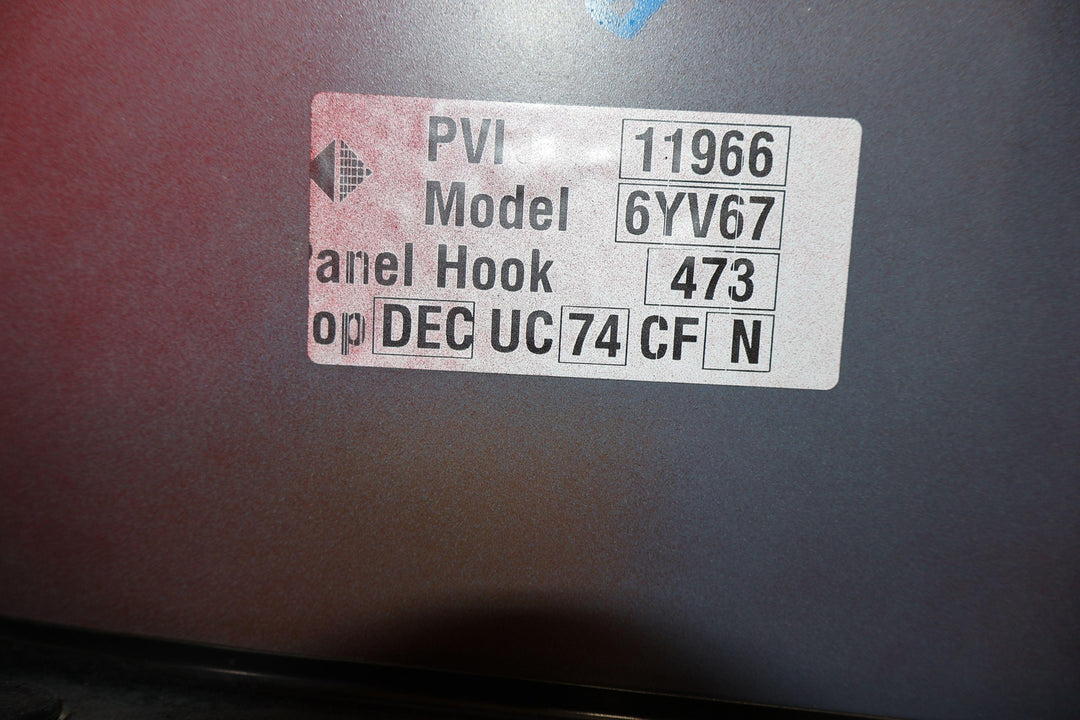 PVI 11966
Model 6YV67
anel Hook 473
op DEC UC 74 CF N